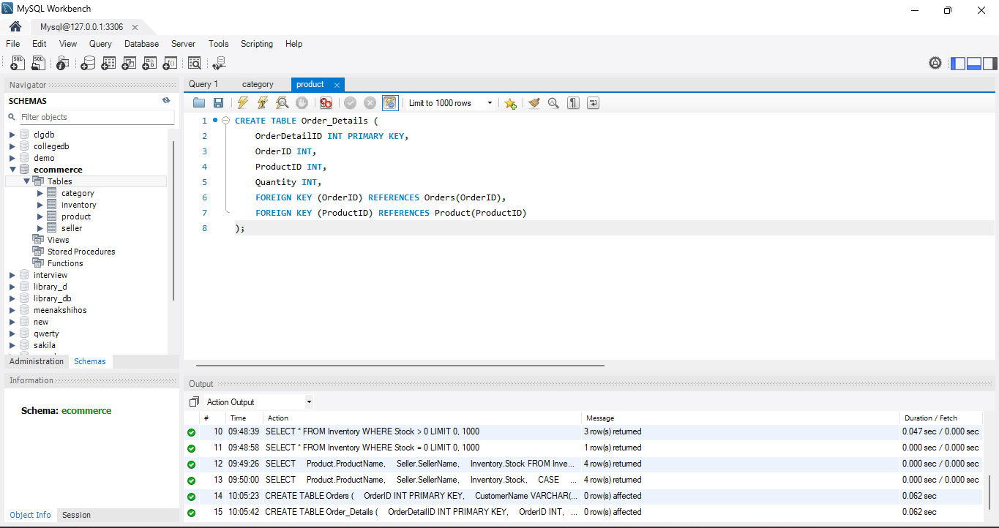 MySQL Workbench
Mysql@127.0.0.1:3306
File Edit View Query Database Server Tools Scripting Help
Navigator
SCHEMAS
Filter objects
clgdb
collegedb
demo
ecommerce
Tables
category
inventory
product
seller
Views
Stored Procedures
Functions
interview
library_d
library_db
meenakshihos
new
qwerty
sakila
Administration Schemas
Information
Schema: ecommerce
Object Info Session
Query 1 category product
Limit to 1000 rows
1 CREATE TABLE Order_Details (
2 OrderDetailID INT PRIMARY KEY,
3 OrderID INT,
4 ProductID INT,
5 Quantity INT,
6 FOREIGN KEY (OrderID) REFERENCES Orders(OrderID),
7 FOREIGN KEY (ProductID) REFERENCES Product(ProductID)
8 );
Output
Action Output
# Time Action Message Duration / Fetch
10 09:48:39 SELECT * FROM Inventory WHERE Stock > 0 LIMIT 0, 1000 3 row(s) returned 0.047 sec / 0.000 sec
11 09:48:58 SELECT * FROM Inventory WHERE Stock = 0 LIMIT 0, 1000 1 row(s) returned 0.000 sec / 0.000 sec
12 09:49:26 SELECT Product.ProductName, Seller.SellerName, Inventory.Stock FROM Inve... 4 row(s) returned 0.000 sec / 0.000 sec
13 09:50:00 SELECT Product.ProductName, Seller.SellerName, Inventory.Stock, CASE ... 4 row(s) returned 0.000 sec / 0.000 sec
14 10:05:23 CREATE TABLE Orders ( OrderID INT PRIMARY KEY, CustomerName VARCHAR(... 0 row(s) affected 0.062 sec
15 10:05:42 CREATE TABLE Order_Details ( OrderDetailID INT PRIMARY KEY, OrderID INT, ... 0 row(s) affected 0.062 sec